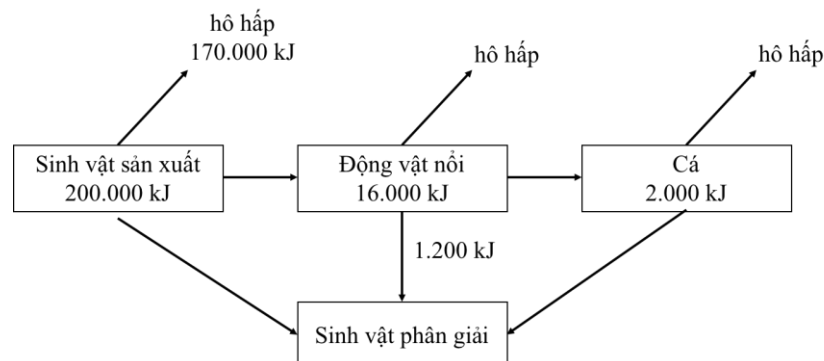 hô hấp
170.000 kJ
hô hấp
hô hấp
Sinh vật sản xuất
200.000 kJ
Động vật nổi
16.000 kJ
Cá
2.000 kJ
1.200 kJ
Sinh vật phân giải